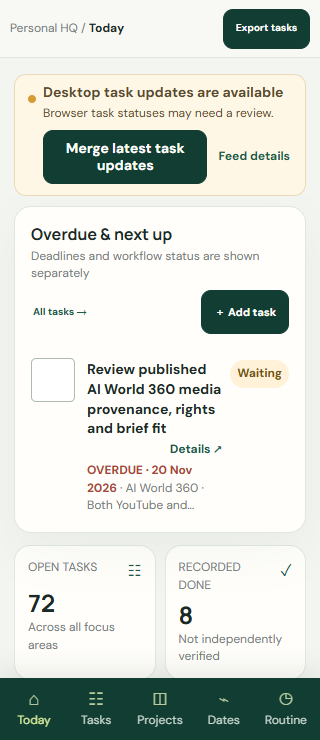 Personal HQ / Today
Export tasks
Desktop task updates are available
Browser task statuses may need a review.
Merge latest task
updates
Feed details
Overdue & next up
Deadlines and workflow status are shown
separately
All tasks →
+ Add task
Review published
AI World 360 media
provenance, rights
and brief fit
Waiting
Details ↗
OVERDUE · 20 Nov
2026 · AI World 360 ·
Both YouTube and...
OPEN TASKS
72
Across all focus
areas
RECORDED
DONE
8
Not independently
verified
Today
Tasks
Projects
Dates
Routine